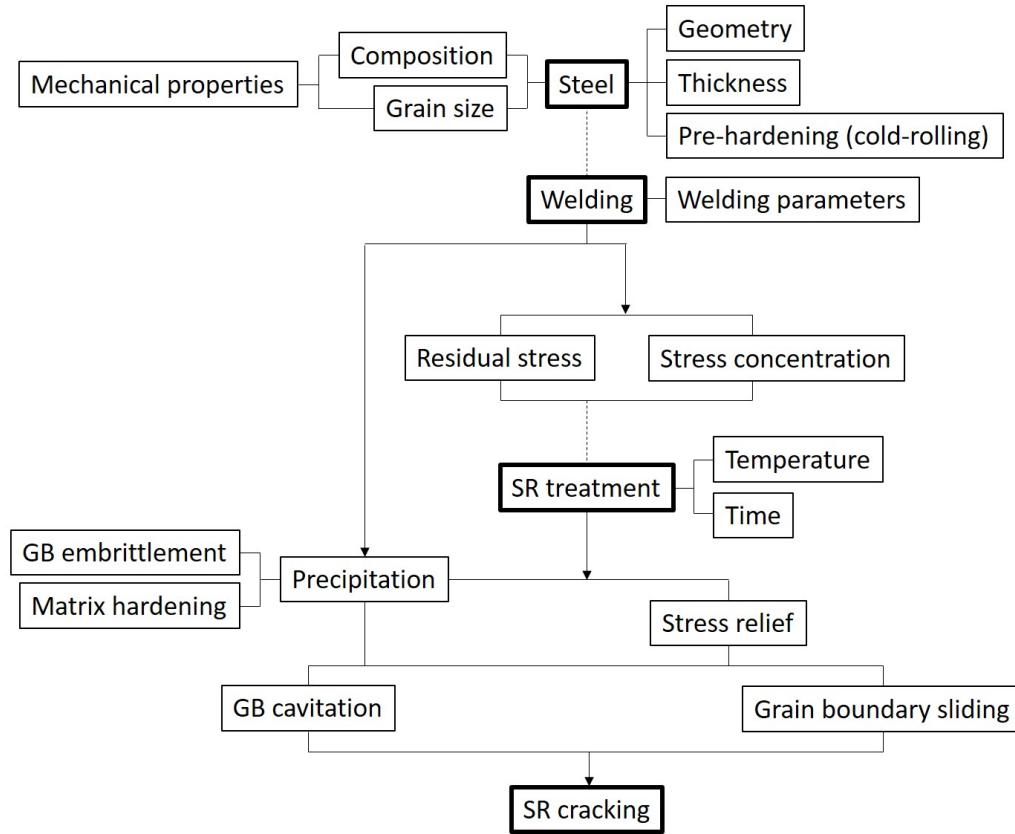 Geometry
Composition
Mechanical properties
Steel
Thickness
Grain size
Pre-hardening (cold-rolling)
Welding
Welding parameters
Residual stress
Stress concentration
Temperature
SR treatment
Time
GB embrittlement
Precipitation
Matrix hardening
Stress relief
GB cavitation
Grain boundary sliding
SR cracking